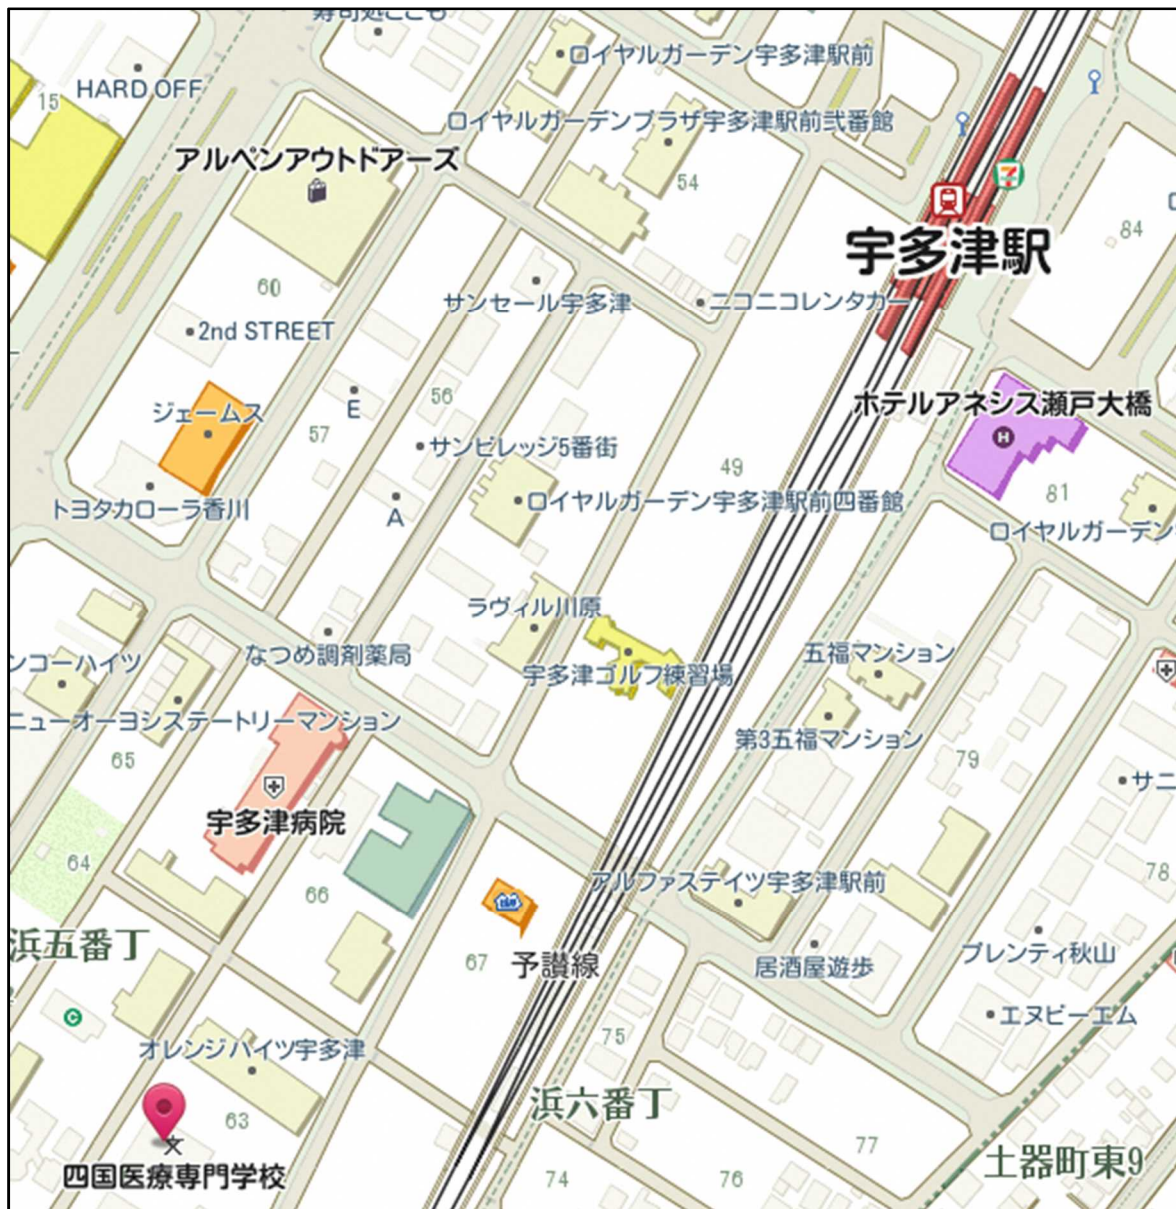 HARD OFF
15
ロイヤルガーデン宇多津駅前
ロイヤルガーデンプラザ宇多津駅前弐番館
アルペンアウトドアーズ
54
84
宇多津駅
60
サンセール宇多津
ニコニコレンタカー
2nd STREET
ジェームス
E
56
ホテルアネシス瀬戸大橋
H
57
サンビレッジ5番街
49
トヨタカローラ香川
A
ロイヤルガーデン宇多津駅前四番館
81
ロイヤルガーデン
ラヴィル川原
なつめ調剤薬局
宇多津ゴルフ練習場
五福マンション
ンコーハイツ
ニューオーヨシステートリーマンション
第3五福マンション
65
79
サニ
宇多津病院
64
66
アルファステイツ宇多津駅前
78
浜五番丁
67
予讃線
居酒屋遊歩
プレンティ秋山
C
エヌビーエム
オレンジハイツ宇多津
75
63
浜六番丁
77
四国医療専門学校
74
76
土器町東9